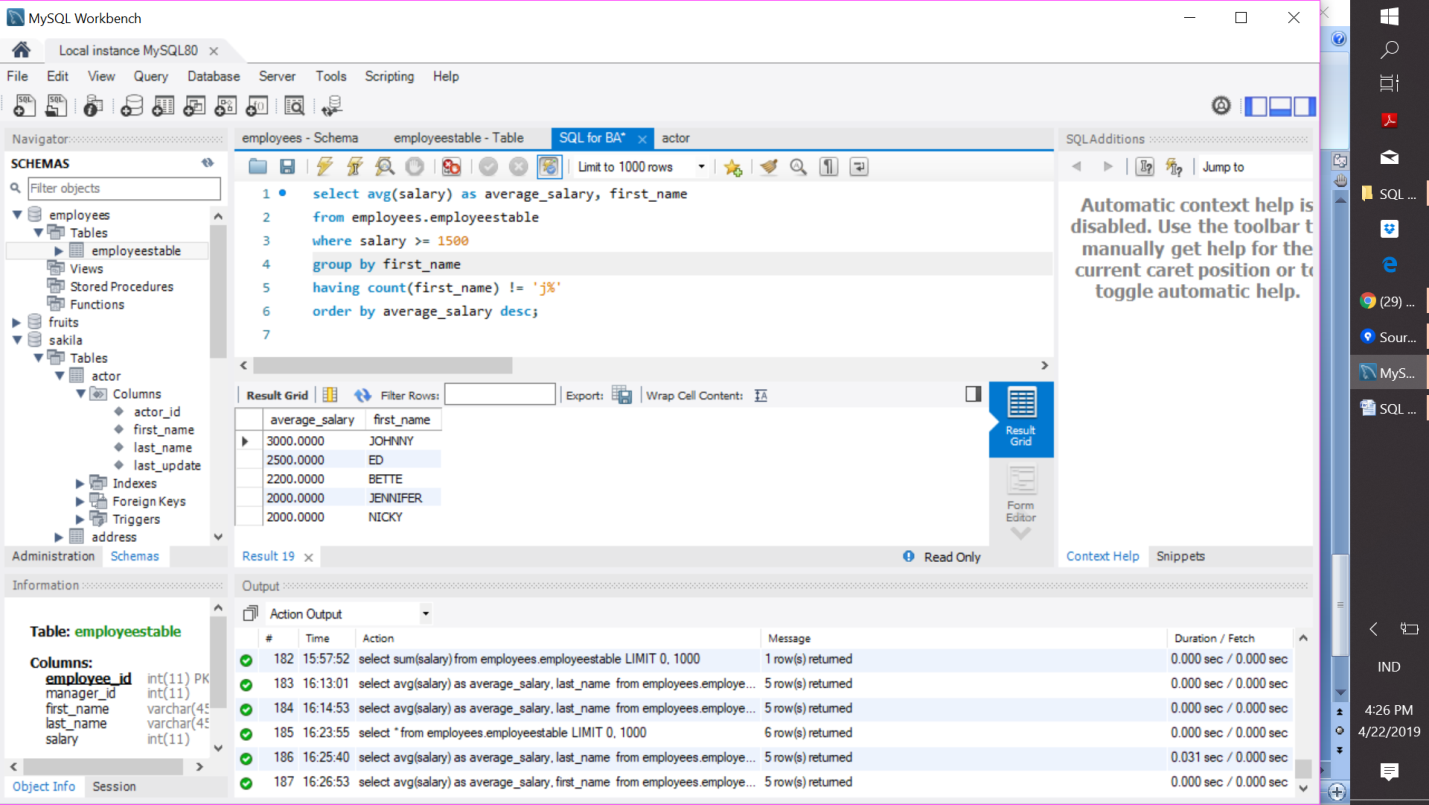 MySQL Workbench
Local instance MySQL80
File Edit View Query Database Server Tools Scripting Help
Navigator
SCHEMAS
Filter objects
employees
Tables
employeestable
Views
Stored Procedures
Functions
fruits
sakila
Tables
actor
Columns
actor_id
first_name
last_name
last_update
Indexes
Foreign Keys
Triggers
address
Administration Schemas
Information
Table: employeestable
Columns:
employee_id int(11) PK
manager_id int(11)
first_name varchar(45
last_name varchar(45
salary int(11)
Object Info Session
employees - Schema employeestable - Table SQL for BA* actor
Limit to 1000 rows
1 select avg(salary) as average_salary, first_name
2 from employees.employeestable
3 where salary >= 1500
4 group by first_name
5 having count(first_name) != 'j%'
6 order by average_salary desc;
7
Result Grid Filter Rows: Export: Wrap Cell Content:
average_salary first_name
3000.0000 JOHNNY
2500.0000 ED
2200.0000 BETTE
2000.0000 JENNIFER
2000.0000 NICKY
Result Grid
Form Editor
Result 19 Read Only
SQLAdditions
Jump to
Automatic context help is
disabled. Use the toolbar t
manually get help for the
current caret position or to
toggle automatic help.
Context Help Snippets
Output
Action Output
# Time Action Message Duration / Fetch
182 15:57:52 select sum(salary) from employees.employeestable LIMIT 0, 1000 1 row(s) returned 0.000 sec / 0.000 sec
183 16:13:01 select avg(salary) as average_salary, last_name from employees.employe... 5 row(s) returned 0.000 sec / 0.000 sec
184 16:14:53 select avg(salary) as average_salary, last_name from employees.employe... 5 row(s) returned 0.000 sec / 0.000 sec
185 16:23:55 select * from employees.employeestable LIMIT 0, 1000 6 row(s) returned 0.000 sec / 0.000 sec
186 16:25:40 select avg(salary) as average_salary, last_name from employees.employe... 5 row(s) returned 0.031 sec / 0.000 sec
187 16:26:53 select avg(salary) as average_salary, first_name from employees.employe... 5 row(s) returned 0.000 sec / 0.000 sec
SQL ...
(29) ...
Sour...
MyS...
SQL ...
IND
4:26 PM
4/22/2019